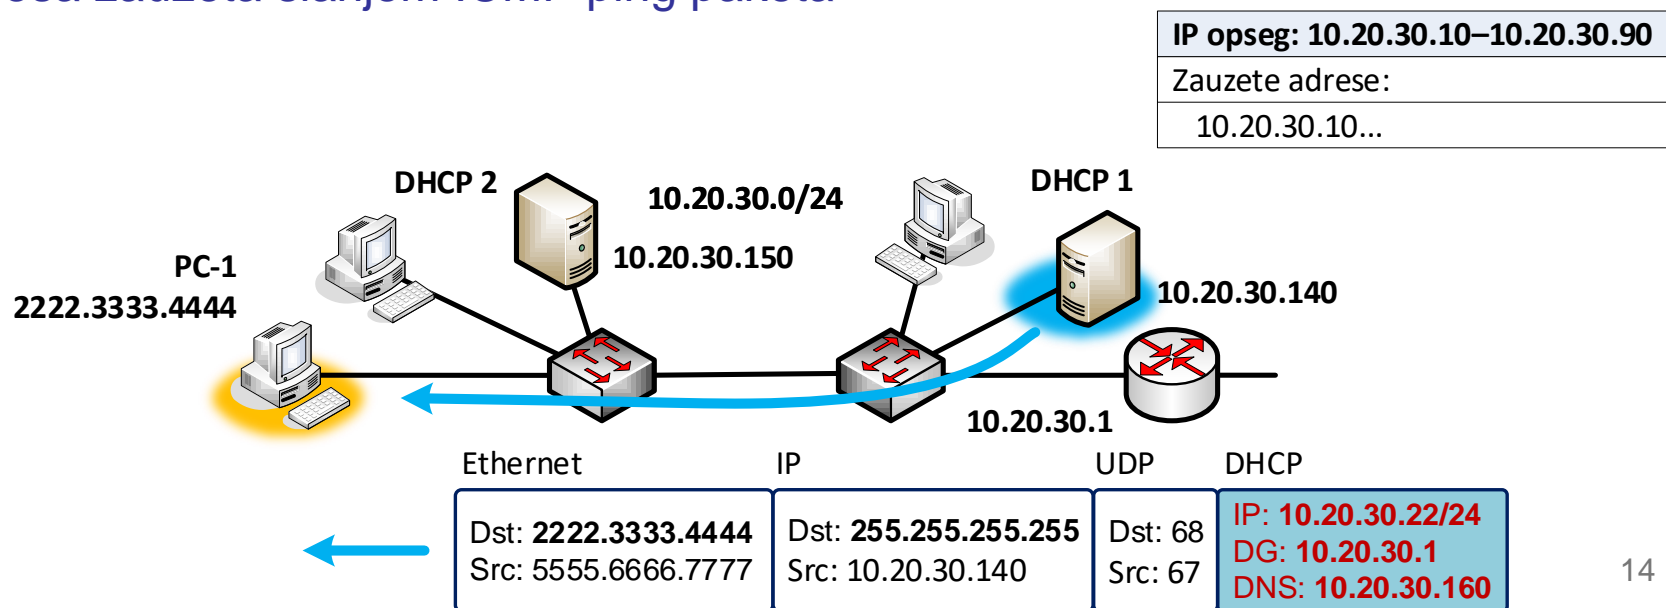 IP opseg: 10.20.30.10–10.20.30.90
Zauzete adrese:
10.20.30.10...
DHCP 2
10.20.30.0/24
DHCP 1
10.20.30.150
PC-1
2222.3333.4444
10.20.30.140
10.20.30.1
Ethernet IP UDP DHCP
Dst: 2222.3333.4444
Src: 5555.6666.7777
Dst: 255.255.255.255
Src: 10.20.30.140
Dst: 68
Src: 67
IP: 10.20.30.22/24
DG: 10.20.30.1
DNS: 10.20.30.160
14